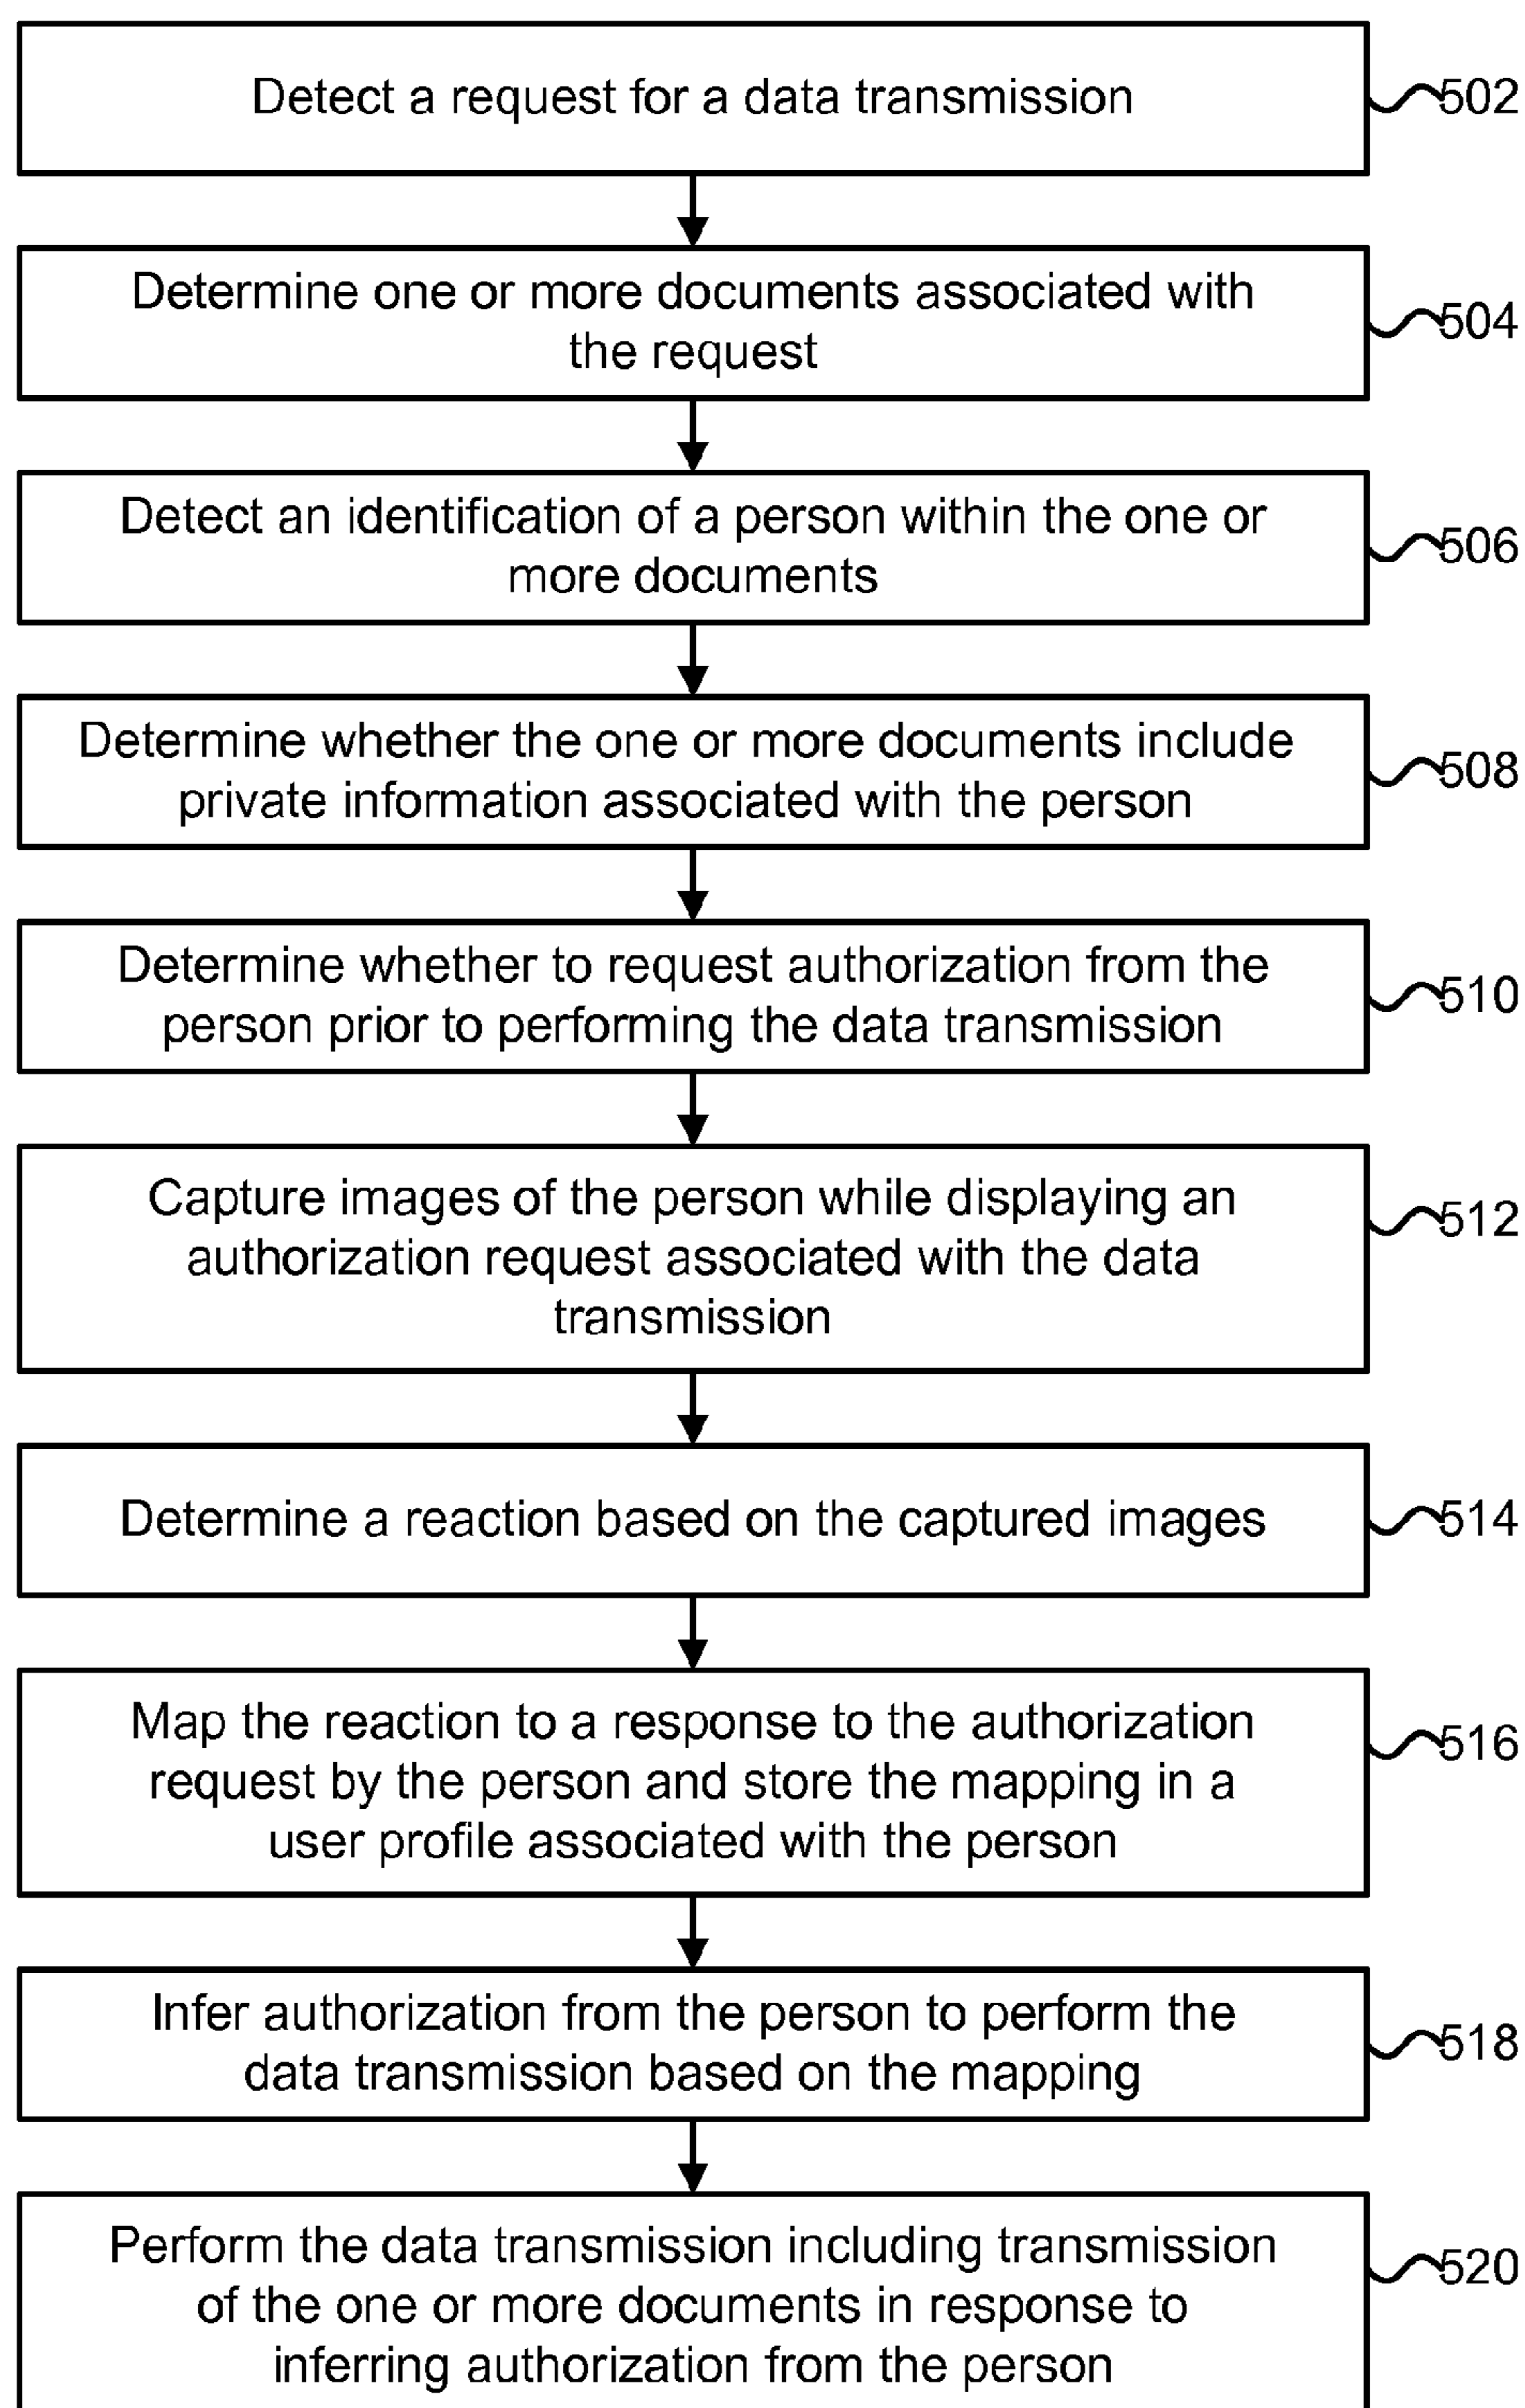 Detect a request for a data transmission
502
Determine one or more documents associated with
the request
504
Detect an identification of a person within the one or
more documents
506
Determine whether the one or more documents include
private information associated with the person
508
Determine whether to request authorization from the
person prior to performing the data transmission
510
Capture images of the person while displaying an
authorization request associated with the data
transmission
512
Determine a reaction based on the captured images
514
Map the reaction to a response to the authorization
request by the person and store the mapping in a
user profile associated with the person
516
Infer authorization from the person to perform the
data transmission based on the mapping
518
Perform the data transmission including transmission
of the one or more documents in response to
inferring authorization from the person
520